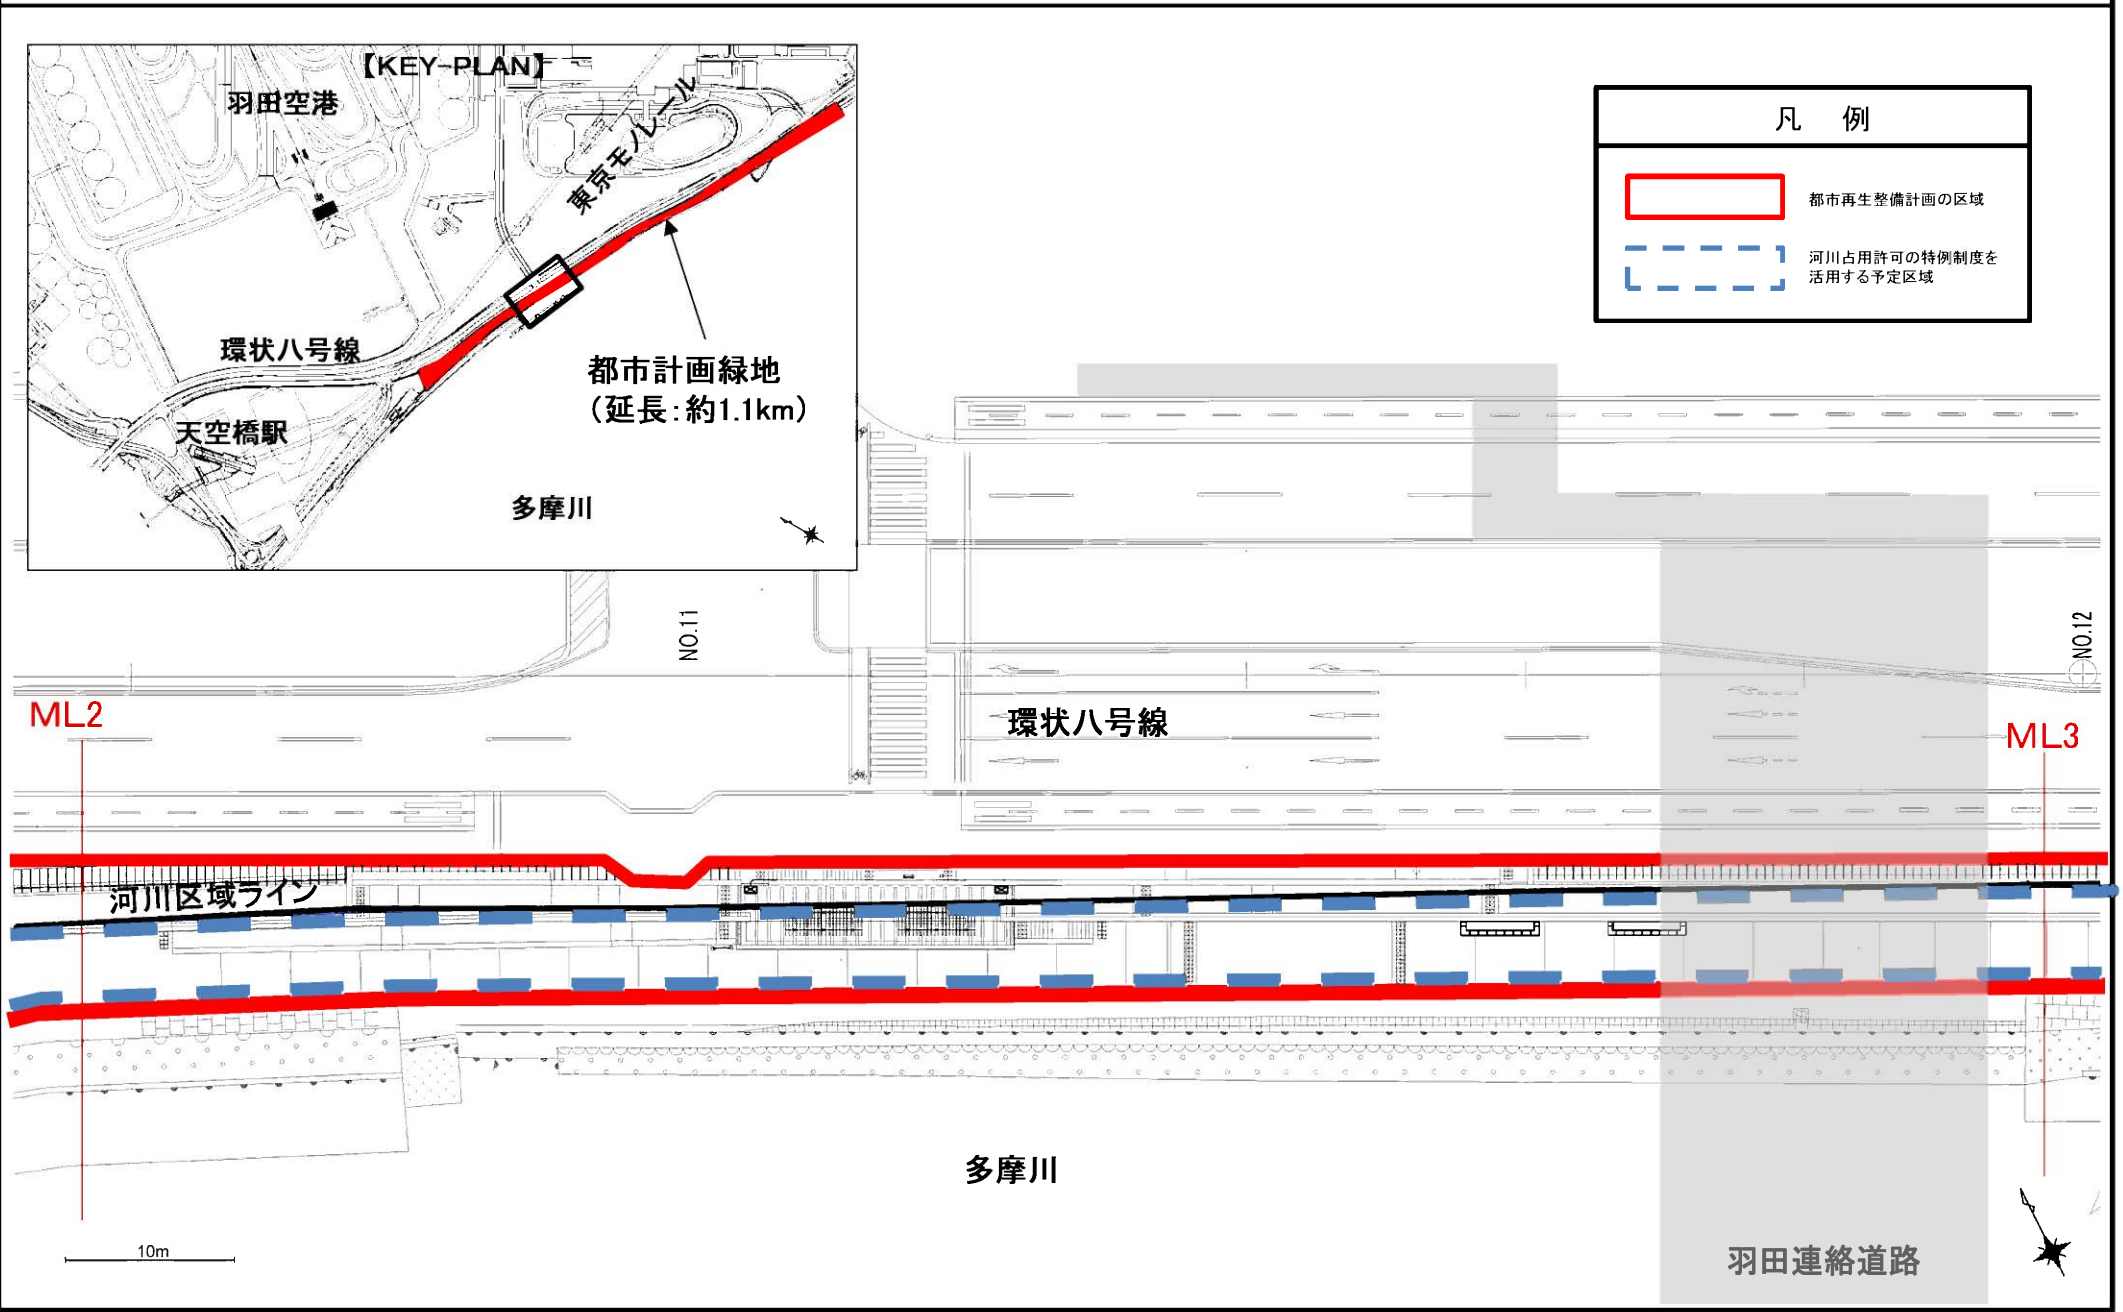 【KEY-PLAN】
羽田空港
東京モノレール
環状八号線
都市計画緑地
（延長：約1.1km）
天空橋駅
多摩川
凡　例
都市再生整備計画の区域
河川占用許可の特例制度を
活用する予定区域
NO.11
NO.12
ML2
環状八号線
ML3
河川区域ライン
多摩川
10m
羽田連絡道路